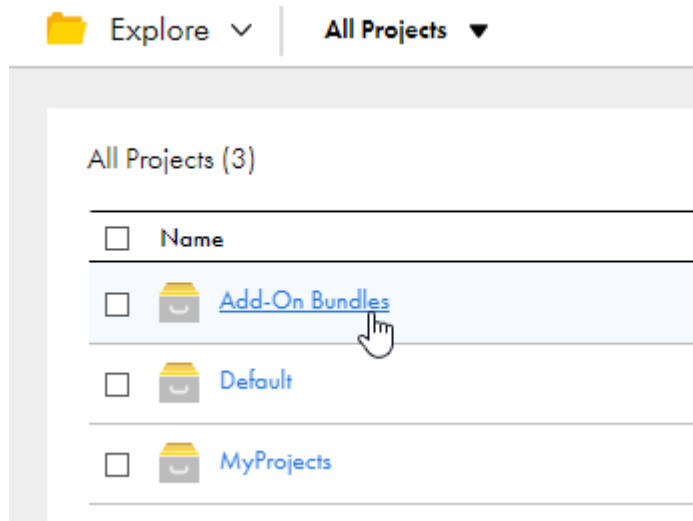 Explore All Projects
All Projects (3)
Name
Add-On Bundles
Default
MyProjects